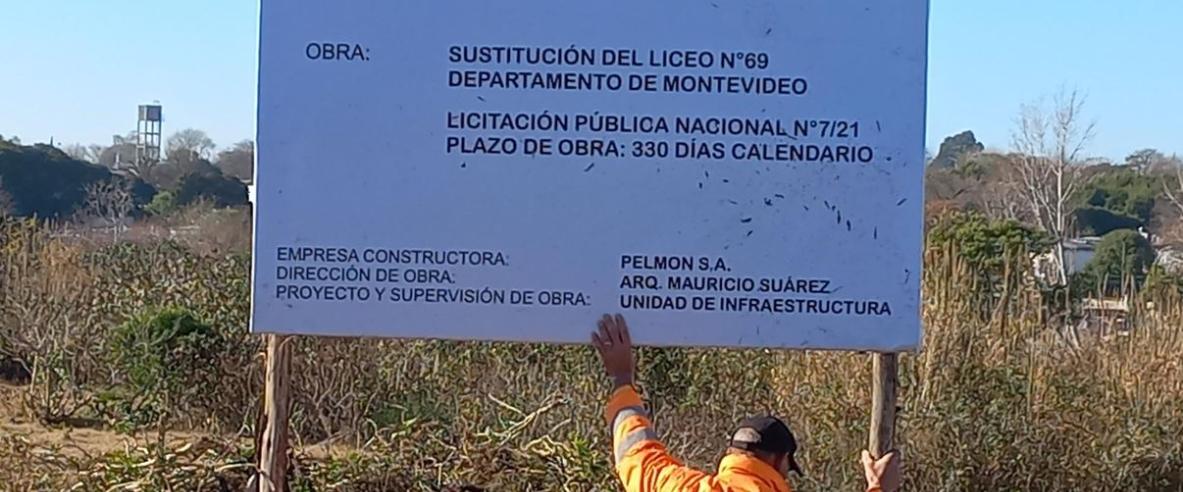 OBRA: SUSTITUCIÓN DEL LICEO N°69
DEPARTAMENTO DE MONTEVIDEO
LICITACIÓN PÚBLICA NACIONAL N°7/21
PLAZO DE OBRA: 330 DÍAS CALENDARIO
EMPRESA CONSTRUCTORA: PELMON S.A.
DIRECCIÓN DE OBRA: ARQ. MAURICIO SUÁREZ
PROYECTO Y SUPERVISIÓN DE OBRA: UNIDAD DE INFRAESTRUCTURA